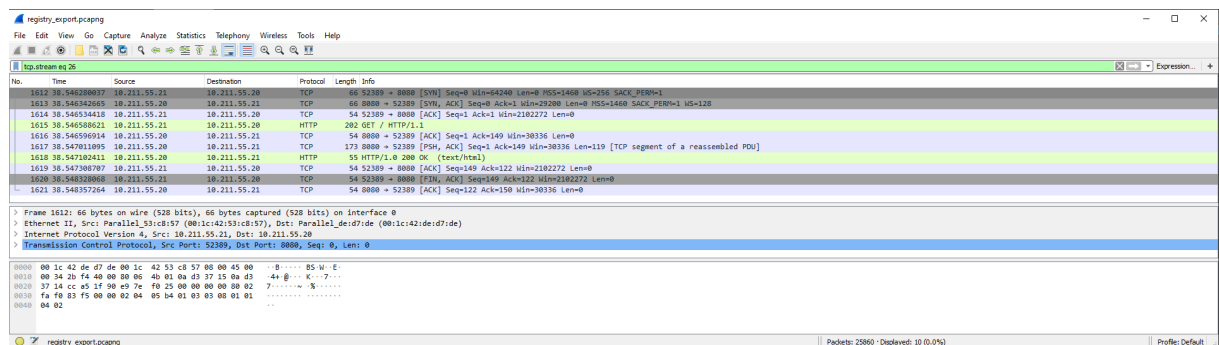 registry_export.pcapng
File Edit View Go Capture Analyze Statistics Telephony Wireless Tools Help
tcp.stream eq 26
Expression... +
No. Time Source Destination Protocol Length Info
1612 38.546280037 10.211.55.21 10.211.55.20 TCP 66 52389 → 8080 [SYN] Seq=0 Win=64240 Len=0 MSS=1460 WS=256 SACK_PERM=1
1613 38.546342665 10.211.55.20 10.211.55.21 TCP 66 8080 → 52389 [SYN, ACK] Seq=0 Ack=1 Win=29200 Len=0 MSS=1460 SACK_PERM=1 WS=128
1614 38.546534418 10.211.55.21 10.211.55.20 TCP 54 52389 → 8080 [ACK] Seq=1 Ack=1 Win=2102272 Len=0
1615 38.546588621 10.211.55.21 10.211.55.20 HTTP 202 GET / HTTP/1.1
1616 38.546596914 10.211.55.20 10.211.55.21 TCP 54 8080 → 52389 [ACK] Seq=1 Ack=149 Win=30336 Len=0
1617 38.547011095 10.211.55.20 10.211.55.21 TCP 173 8080 → 52389 [PSH, ACK] Seq=1 Ack=149 Win=30336 Len=119 [TCP segment of a reassembled PDU]
1618 38.547102411 10.211.55.20 10.211.55.21 HTTP 55 HTTP/1.0 200 OK (text/html)
1619 38.547308707 10.211.55.21 10.211.55.20 TCP 54 52389 → 8080 [ACK] Seq=149 Ack=122 Win=2102272 Len=0
1620 38.548328068 10.211.55.21 10.211.55.20 TCP 54 52389 → 8080 [FIN, ACK] Seq=149 Ack=122 Win=2102272 Len=0
1621 38.548357264 10.211.55.20 10.211.55.21 TCP 54 8080 → 52389 [ACK] Seq=122 Ack=150 Win=30336 Len=0
> Frame 1612: 66 bytes on wire (528 bits), 66 bytes captured (528 bits) on interface 0
> Ethernet II, Src: Parallel_53:c8:57 (00:1c:42:53:c8:57), Dst: Parallel_de:d7:de (00:1c:42:de:d7:de)
> Internet Protocol Version 4, Src: 10.211.55.21, Dst: 10.211.55.20
> Transmission Control Protocol, Src Port: 52389, Dst Port: 8080, Seq: 0, Len: 0
0000 00 1c 42 de d7 de 00 1c 42 53 c8 57 08 00 45 00 ··B····· BS·W··E·
0010 00 34 2b f4 40 00 80 06 4b 01 0a d3 37 15 0a d3 ·4+·@··· K···7···
0020 37 14 cc a5 1f 90 e9 7e f0 25 00 00 00 00 80 02 7······~ ·%······
0030 fa f0 83 f5 00 00 02 04 05 b4 01 03 03 08 01 01 ········ ········
0040 04 02 ··
registry_export.pcapng
Packets: 25860 · Displayed: 10 (0.0%)
Profile: Default